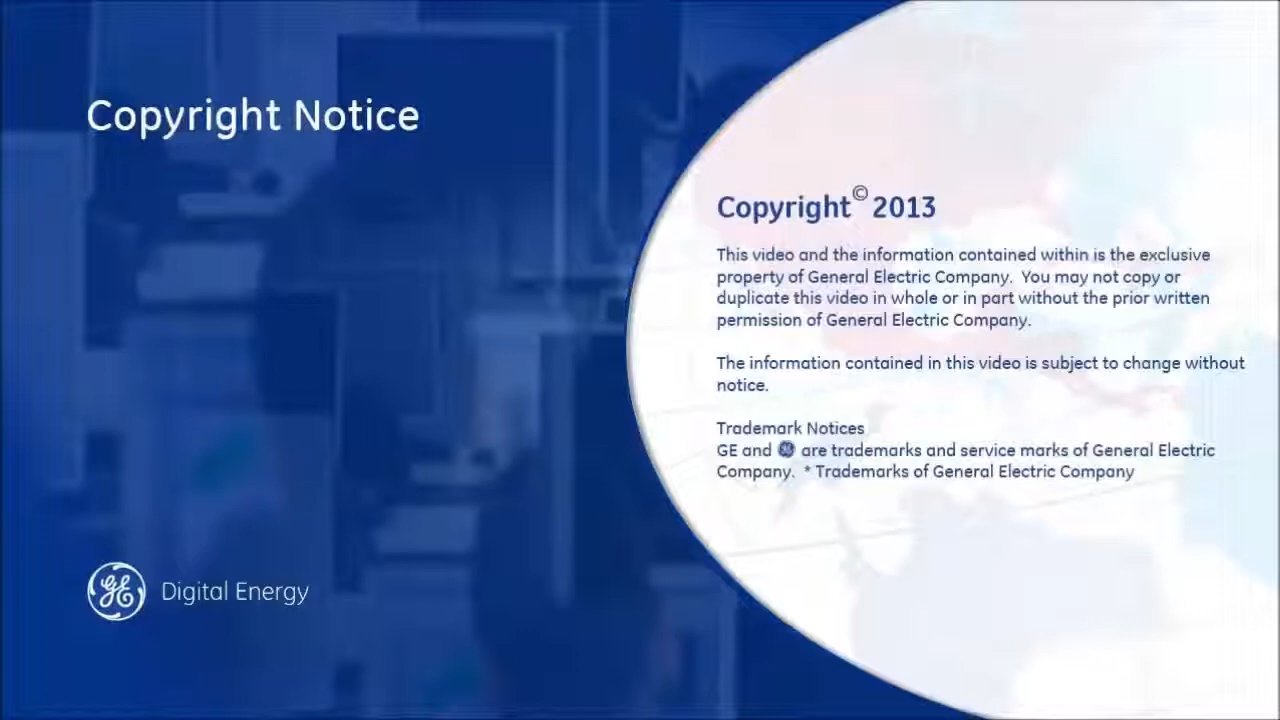 Copyright Notice
Copyright© 2013
This video and the information contained within is the exclusive
property of General Electric Company. You may not copy or
duplicate this video in whole or in part without the prior written
permission of General Electric Company.
The information contained in this video is subject to change without
notice.
Trademark Notices
GE and GE are trademarks and service marks of General Electric
Company. * Trademarks of General Electric Company
GE Digital Energy